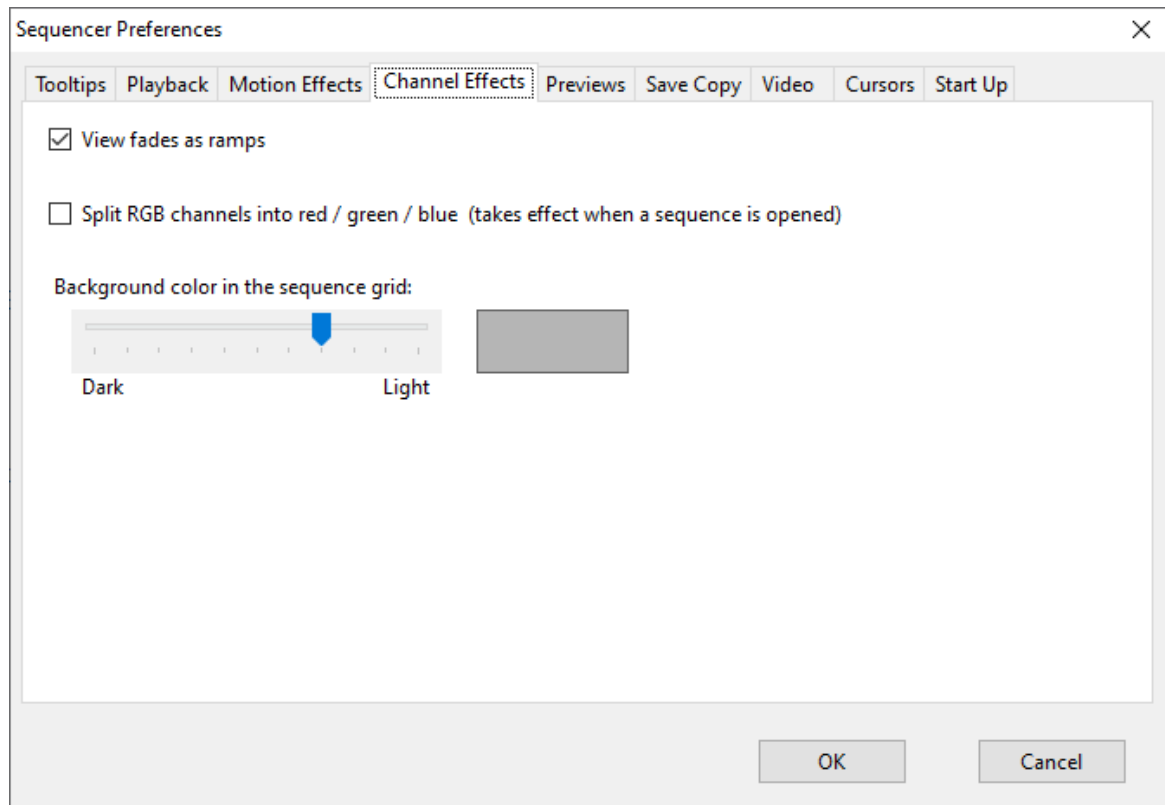 Sequencer Preferences
Tooltips Playback Motion Effects Channel Effects Previews Save Copy Video Cursors Start Up
View fades as ramps
Split RGB channels into red / green / blue  (takes effect when a sequence is opened)
Background color in the sequence grid:
Dark Light
OK Cancel